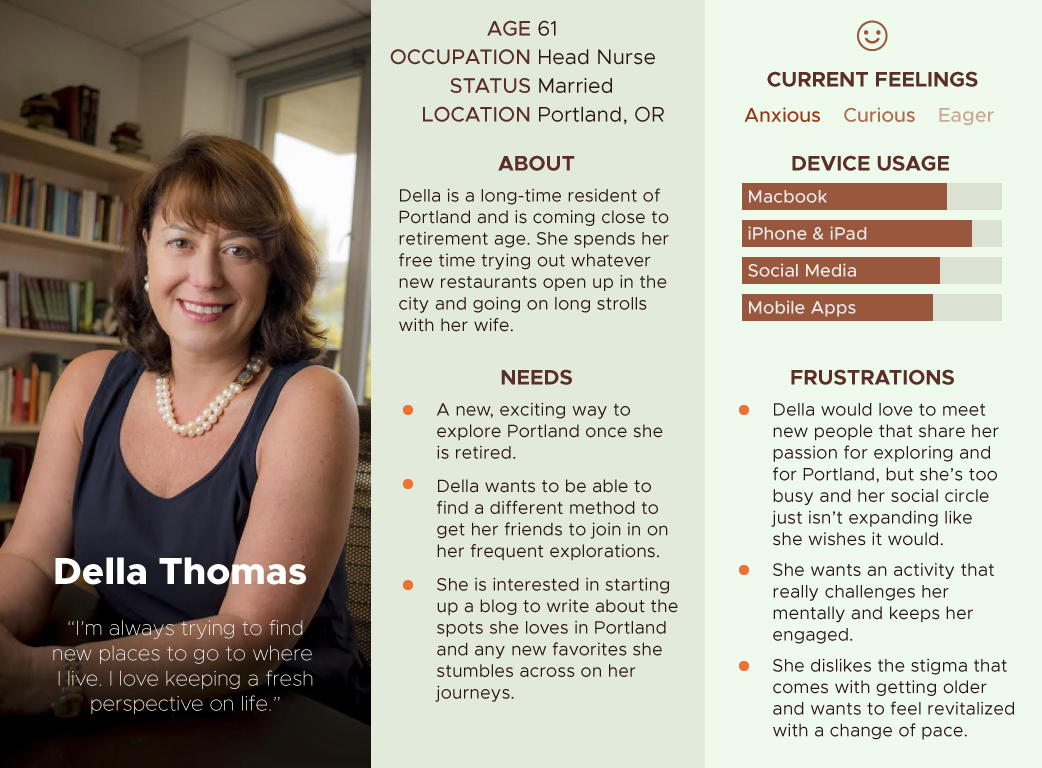 Della Thomas
“I’m always trying to find
new places to go to where
I live. I love keeping a fresh
perspective on life.”
AGE 61
OCCUPATION Head Nurse
STATUS Married
LOCATION Portland, OR
ABOUT
Della is a long-time resident of
Portland and is coming close to
retirement age. She spends her
free time trying out whatever
new restaurants open up in the
city and going on long strolls
with her wife.
NEEDS
A new, exciting way to
explore Portland once she
is retired.
Della wants to be able to
find a different method to
get her friends to join in on
her frequent explorations.
She is interested in starting
up a blog to write about the
spots she loves in Portland
and any new favorites she
stumbles across on her
journeys.
CURRENT FEELINGS
Anxious Curious Eager
DEVICE USAGE
Macbook
iPhone & iPad
Social Media
Mobile Apps
FRUSTRATIONS
Della would love to meet
new people that share her
passion for exploring and
for Portland, but she’s too
busy and her social circle
just isn’t expanding like
she wishes it would.
She wants an activity that
really challenges her
mentally and keeps her
engaged.
She dislikes the stigma that
comes with getting older
and wants to feel revitalized
with a change of pace.